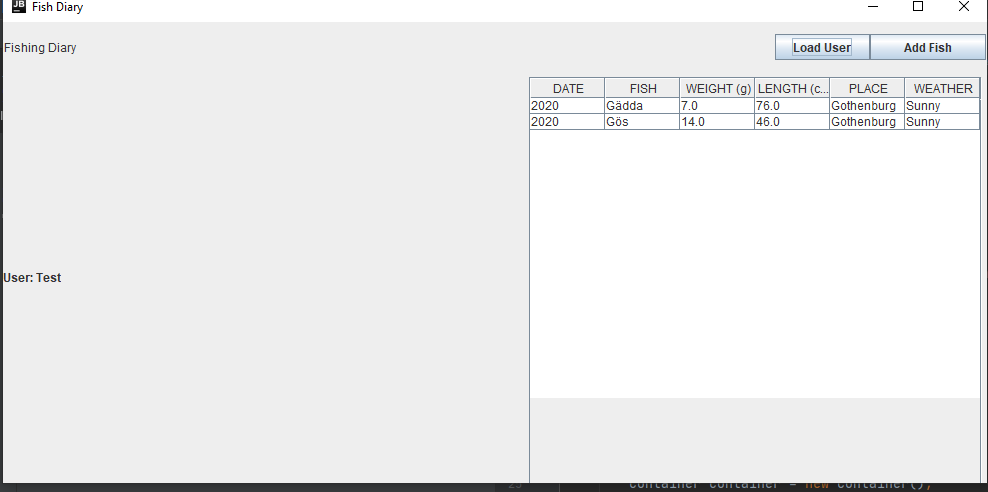 JB Fish Diary
Fishing Diary
Load User Add Fish
DATE FISH WEIGHT (g) LENGTH (c... PLACE WEATHER
2020 Gädda 7.0 76.0 Gothenburg Sunny
2020 Gös 14.0 46.0 Gothenburg Sunny
User: Test
Container container = new Container();